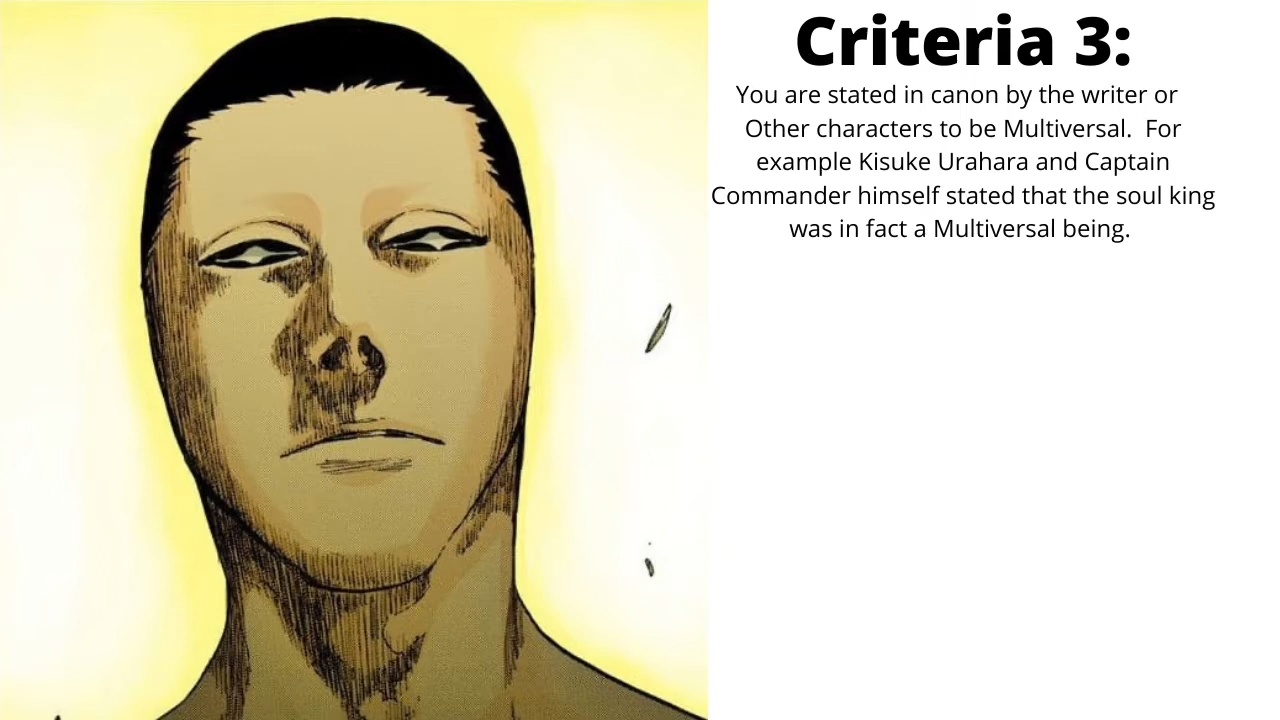 Criteria 3:
You are stated in canon by the writer or
Other characters to be Multiversal.  For
example Kisuke Urahara and Captain
Commander himself stated that the soul king
was in fact a Multiversal being.